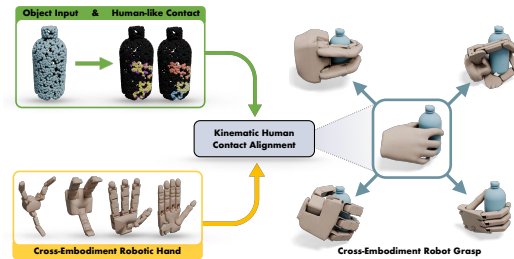 Object Input & Human-like Contact
Kinematic Human
Contact Alignment
Cross-Embodiment Robotic Hand
Cross-Embodiment Robot Grasp